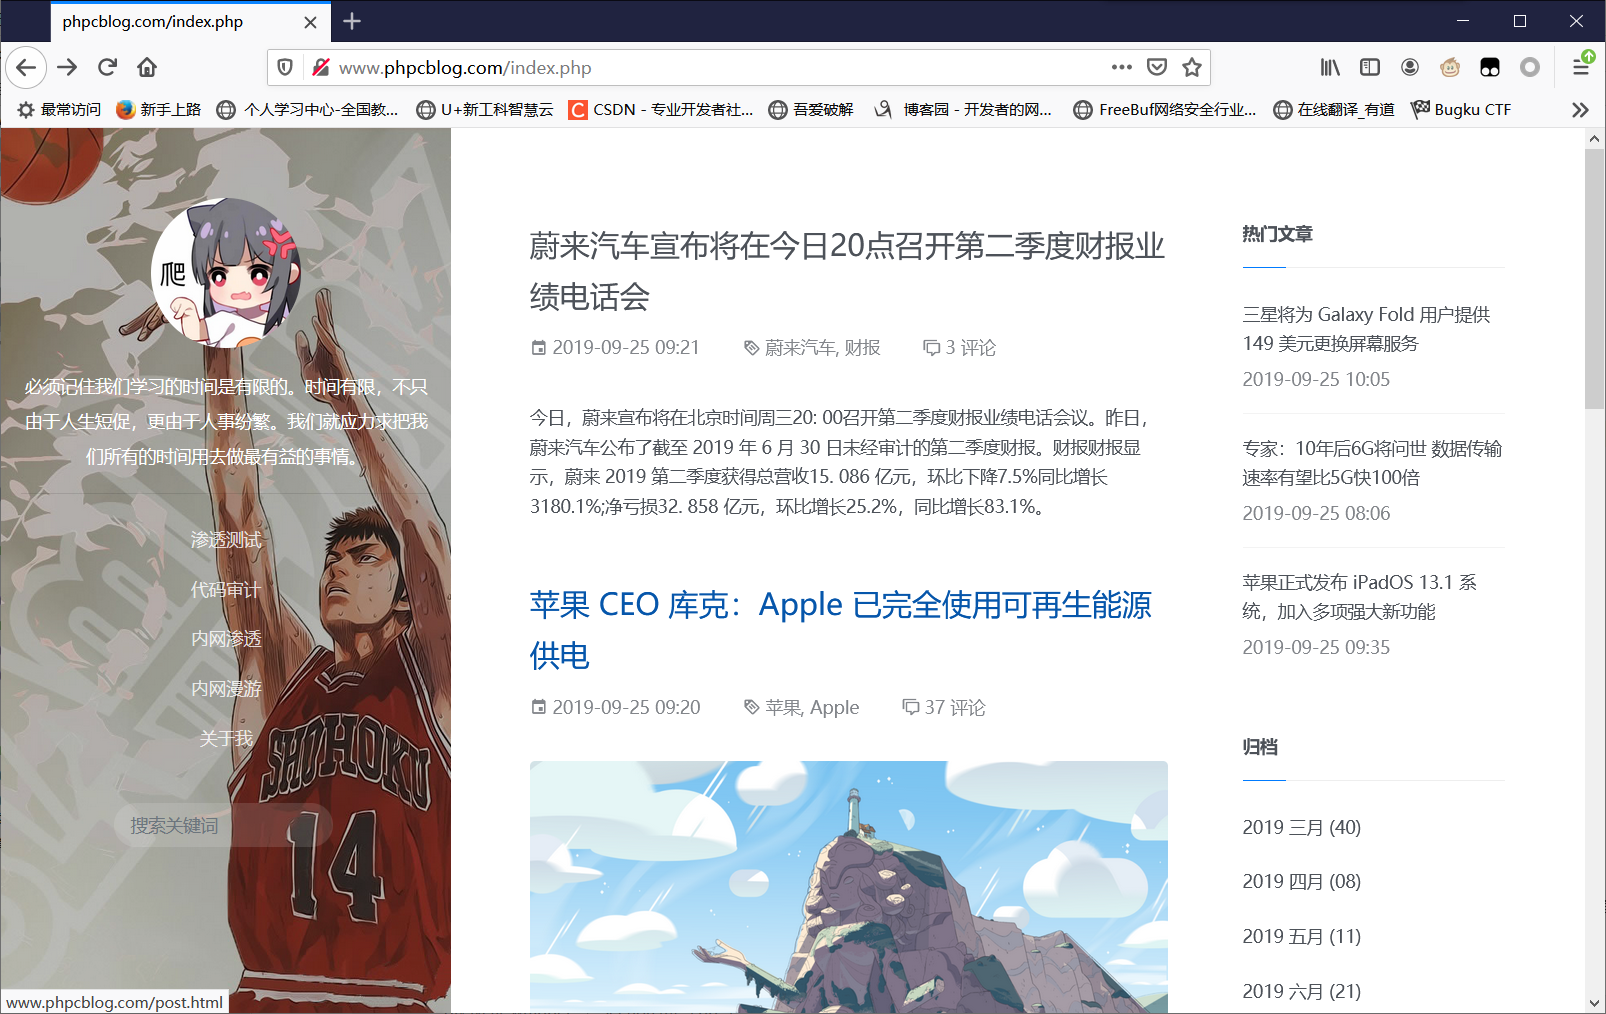 phpcblog.com/index.php
www.phpcblog.com/index.php
最常访问 新手上路 个人学习中心-全国教... U+新工科智慧云 CSDN - 专业开发者社... 吾爱破解 博客园 - 开发者的网... FreeBuf网络安全行业... 在线翻译_有道 Bugku CTF
爬
必须记住我们学习的时间是有限的。时间有限，不只
由于人生短促，更由于人事纷繁。我们就应力求把我
们所有的时间用去做最有益的事情。
渗透测试
代码审计
内网渗透
内网漫游
关于我
搜索关键词
SHOHOKU
14
www.phpcblog.com/post.html
蔚来汽车宣布将在今日20点召开第二季度财报业
绩电话会
2019-09-25 09:21 蔚来汽车, 财报 3 评论
今日，蔚来宣布将在北京时间周三20: 00召开第二季度财报业绩电话会议。昨日，
蔚来汽车公布了截至 2019 年 6 月 30 日未经审计的第二季度财报。财报财报显
示，蔚来 2019 第二季度获得总营收15. 086 亿元，环比下降7.5%同比增长
3180.1%;净亏损32. 858 亿元，环比增长25.2%，同比增长83.1%。
苹果 CEO 库克：Apple 已完全使用可再生能源
供电
2019-09-25 09:20 苹果, Apple 37 评论
热门文章
三星将为 Galaxy Fold 用户提供
149 美元更换屏幕服务
2019-09-25 10:05
专家：10年后6G将问世 数据传输
速率有望比5G快100倍
2019-09-25 08:06
苹果正式发布 iPadOS 13.1 系
统，加入多项强大新功能
2019-09-25 09:35
归档
2019 三月 (40)
2019 四月 (08)
2019 五月 (11)
2019 六月 (21)